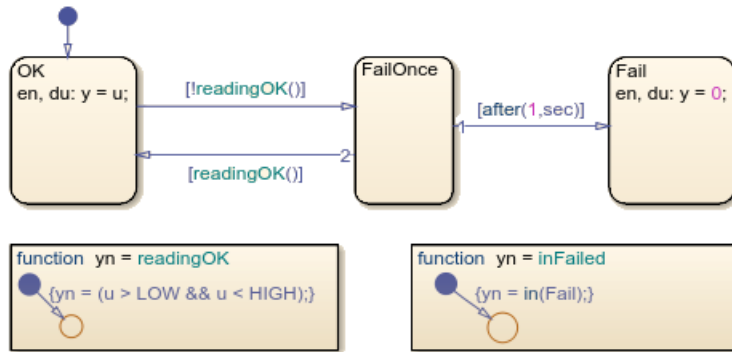 OK
en, du: y = u;
[!readingOK()]
FailOnce
Fail
en, du: y = 0;
1
[after(1,sec)]
2
[readingOK()]
function yn = readingOK
{yn = (u > LOW && u < HIGH);}
function yn = inFailed
{yn = in(Fail);}